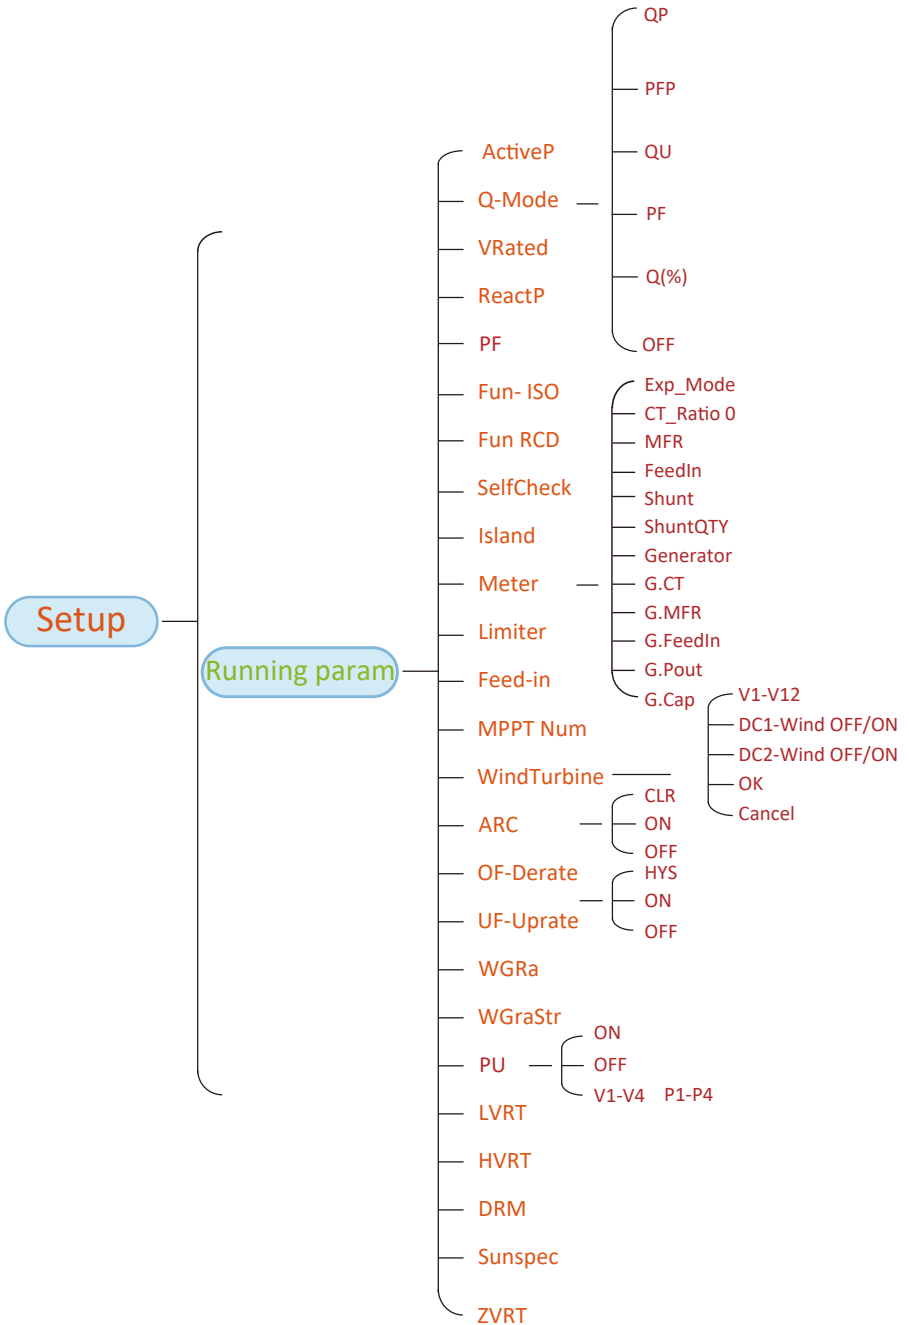 Setup
Running param
ActiveP
Q-Mode
QP
PFP
QU
PF
Q(%)
OFF
VRated
ReactP
PF
Fun- ISO
Fun RCD
SelfCheck
Island
Meter
Exp_Mode
CT_Ratio 0
MFR
FeedIn
Shunt
ShuntQTY
Generator
G.CT
G.MFR
G.FeedIn
G.Pout
G.Cap
Limiter
Feed-in
MPPT Num
WindTurbine
V1-V12
DC1-Wind OFF/ON
DC2-Wind OFF/ON
OK
Cancel
ARC
CLR
ON
OFF
OF-Derate
UF-Uprate
HYS
ON
OFF
WGRa
WGraStr
PU
ON
OFF
V1-V4 P1-P4
LVRT
HVRT
DRM
Sunspec
ZVRT